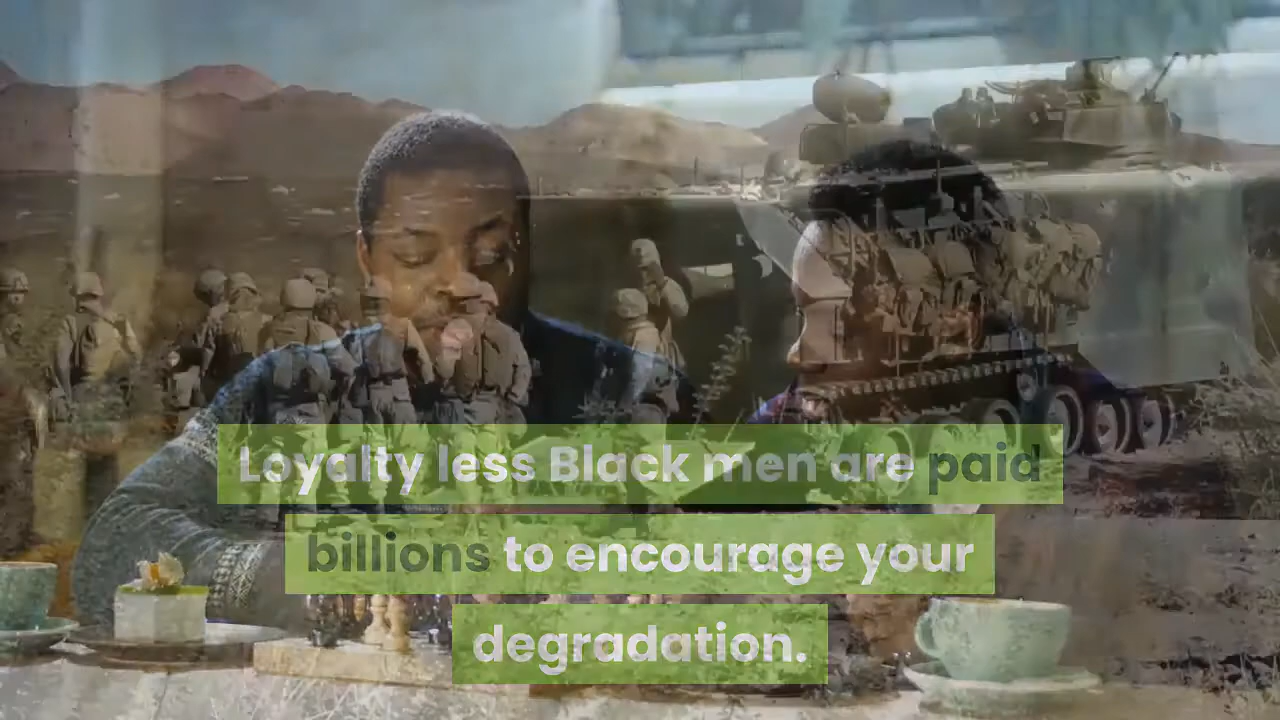 Loyalty less Black men are paid
billions to encourage your
degradation.